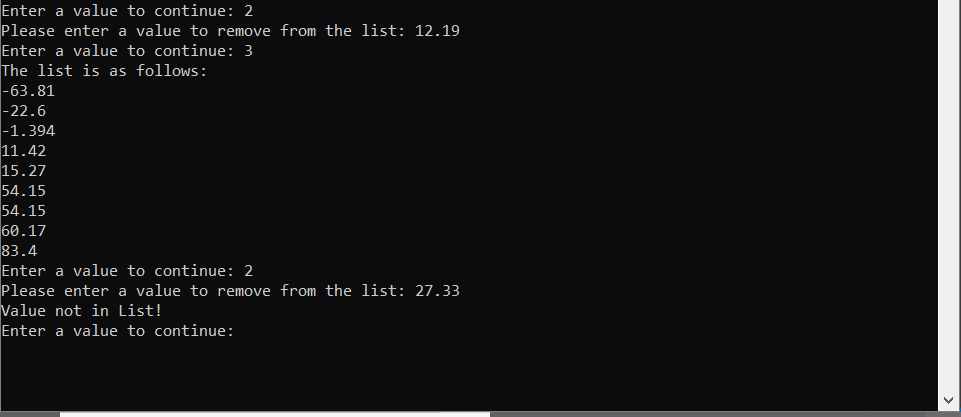 Enter a value to continue: 2
Please enter a value to remove from the list: 12.19
Enter a value to continue: 3
The list is as follows:
-63.81
-22.6
-1.394
11.42
15.27
54.15
54.15
60.17
83.4
Enter a value to continue: 2
Please enter a value to remove from the list: 27.33
Value not in List!
Enter a value to continue: